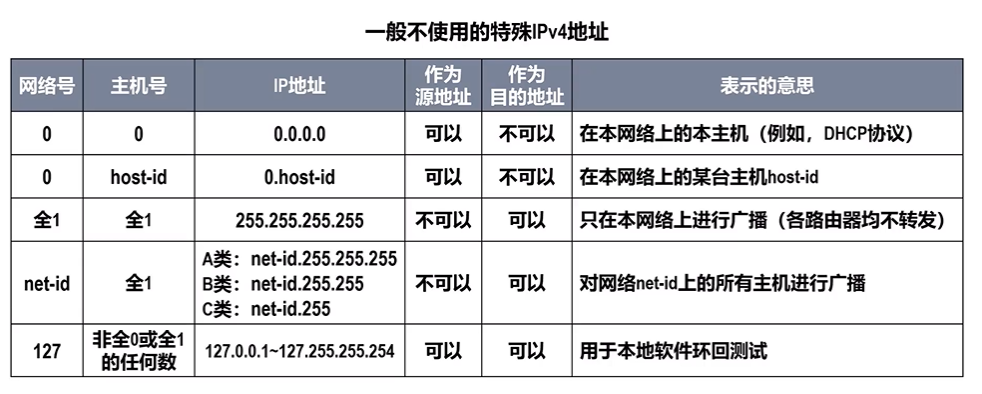 一般不使用的特殊IPv4地址
网络号 主机号 IP地址 作为源地址 作为目的地址 表示的意思
0 0 0.0.0.0 可以 不可以 在本网络上的本主机（例如，DHCP协议）
0 host-id 0.host-id 可以 不可以 在本网络上的某台主机host-id
全1 全1 255.255.255.255 不可以 可以 只在本网络上进行广播（各路由器均不转发）
net-id 全1 A类：net-id.255.255.255
B类：net-id.255.255
C类：net-id.255
不可以 可以 对网络net-id上的所有主机进行广播
127 非全0或全1的任何数 127.0.0.1~127.255.255.254 可以 可以 用于本地软件环回测试